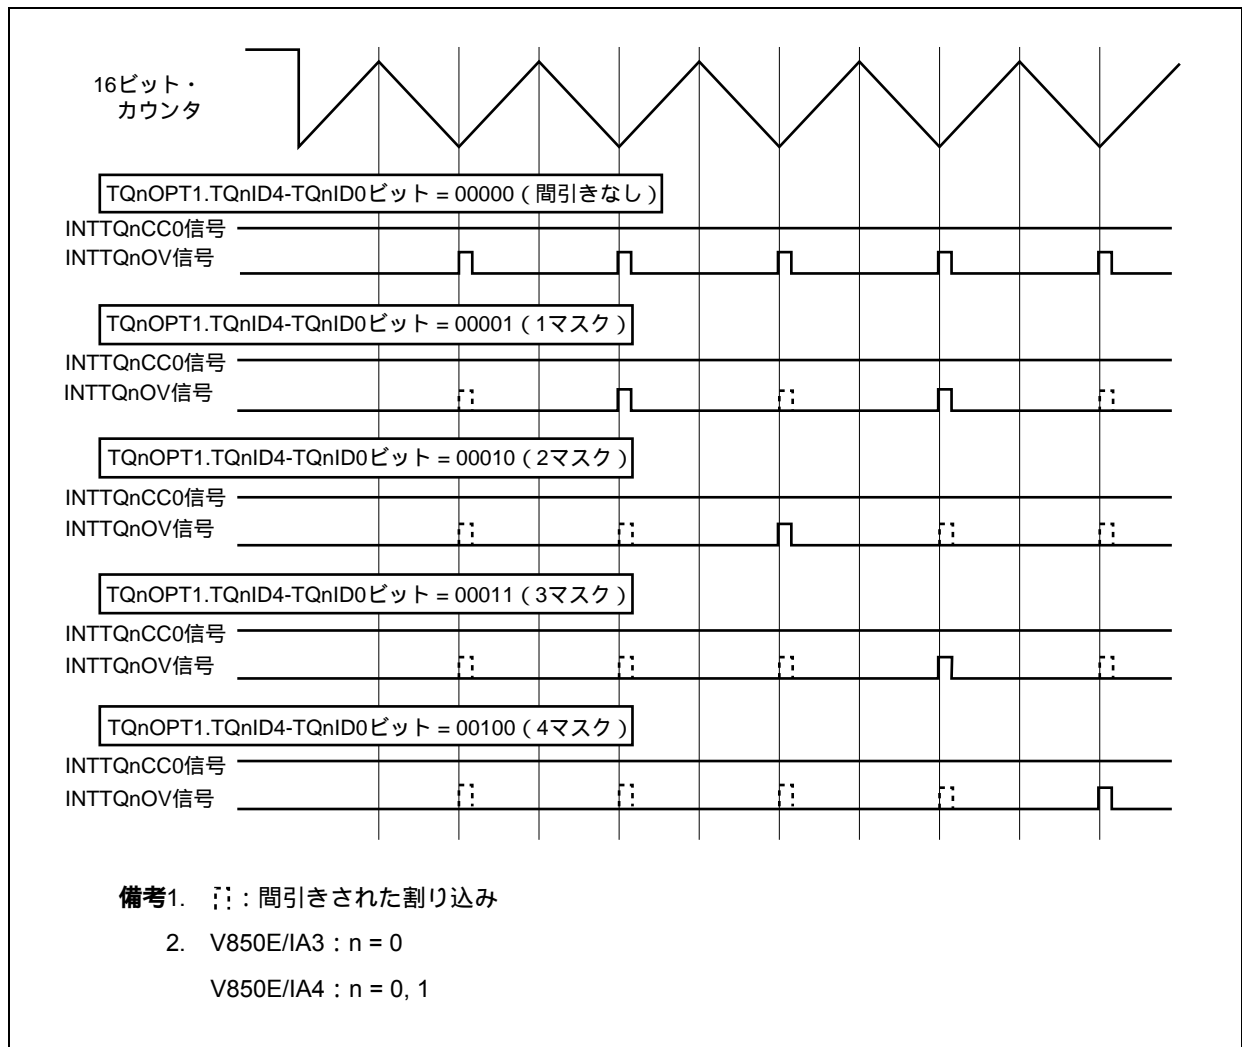 16ビット・
カウンタ
TQnOPT1.TQnID4-TQnID0ビット = 00000（間引きなし）
INTTQnCC0信号
INTTQnOV信号
TQnOPT1.TQnID4-TQnID0ビット = 00001（1マスク）
INTTQnCC0信号
INTTQnOV信号
TQnOPT1.TQnID4-TQnID0ビット = 00010（2マスク）
INTTQnCC0信号
INTTQnOV信号
TQnOPT1.TQnID4-TQnID0ビット = 00011（3マスク）
INTTQnCC0信号
INTTQnOV信号
TQnOPT1.TQnID4-TQnID0ビット = 00100（4マスク）
INTTQnCC0信号
INTTQnOV信号
備考1. ：間引きされた割り込み
2. V850E/IA3：n = 0
V850E/IA4：n = 0, 1